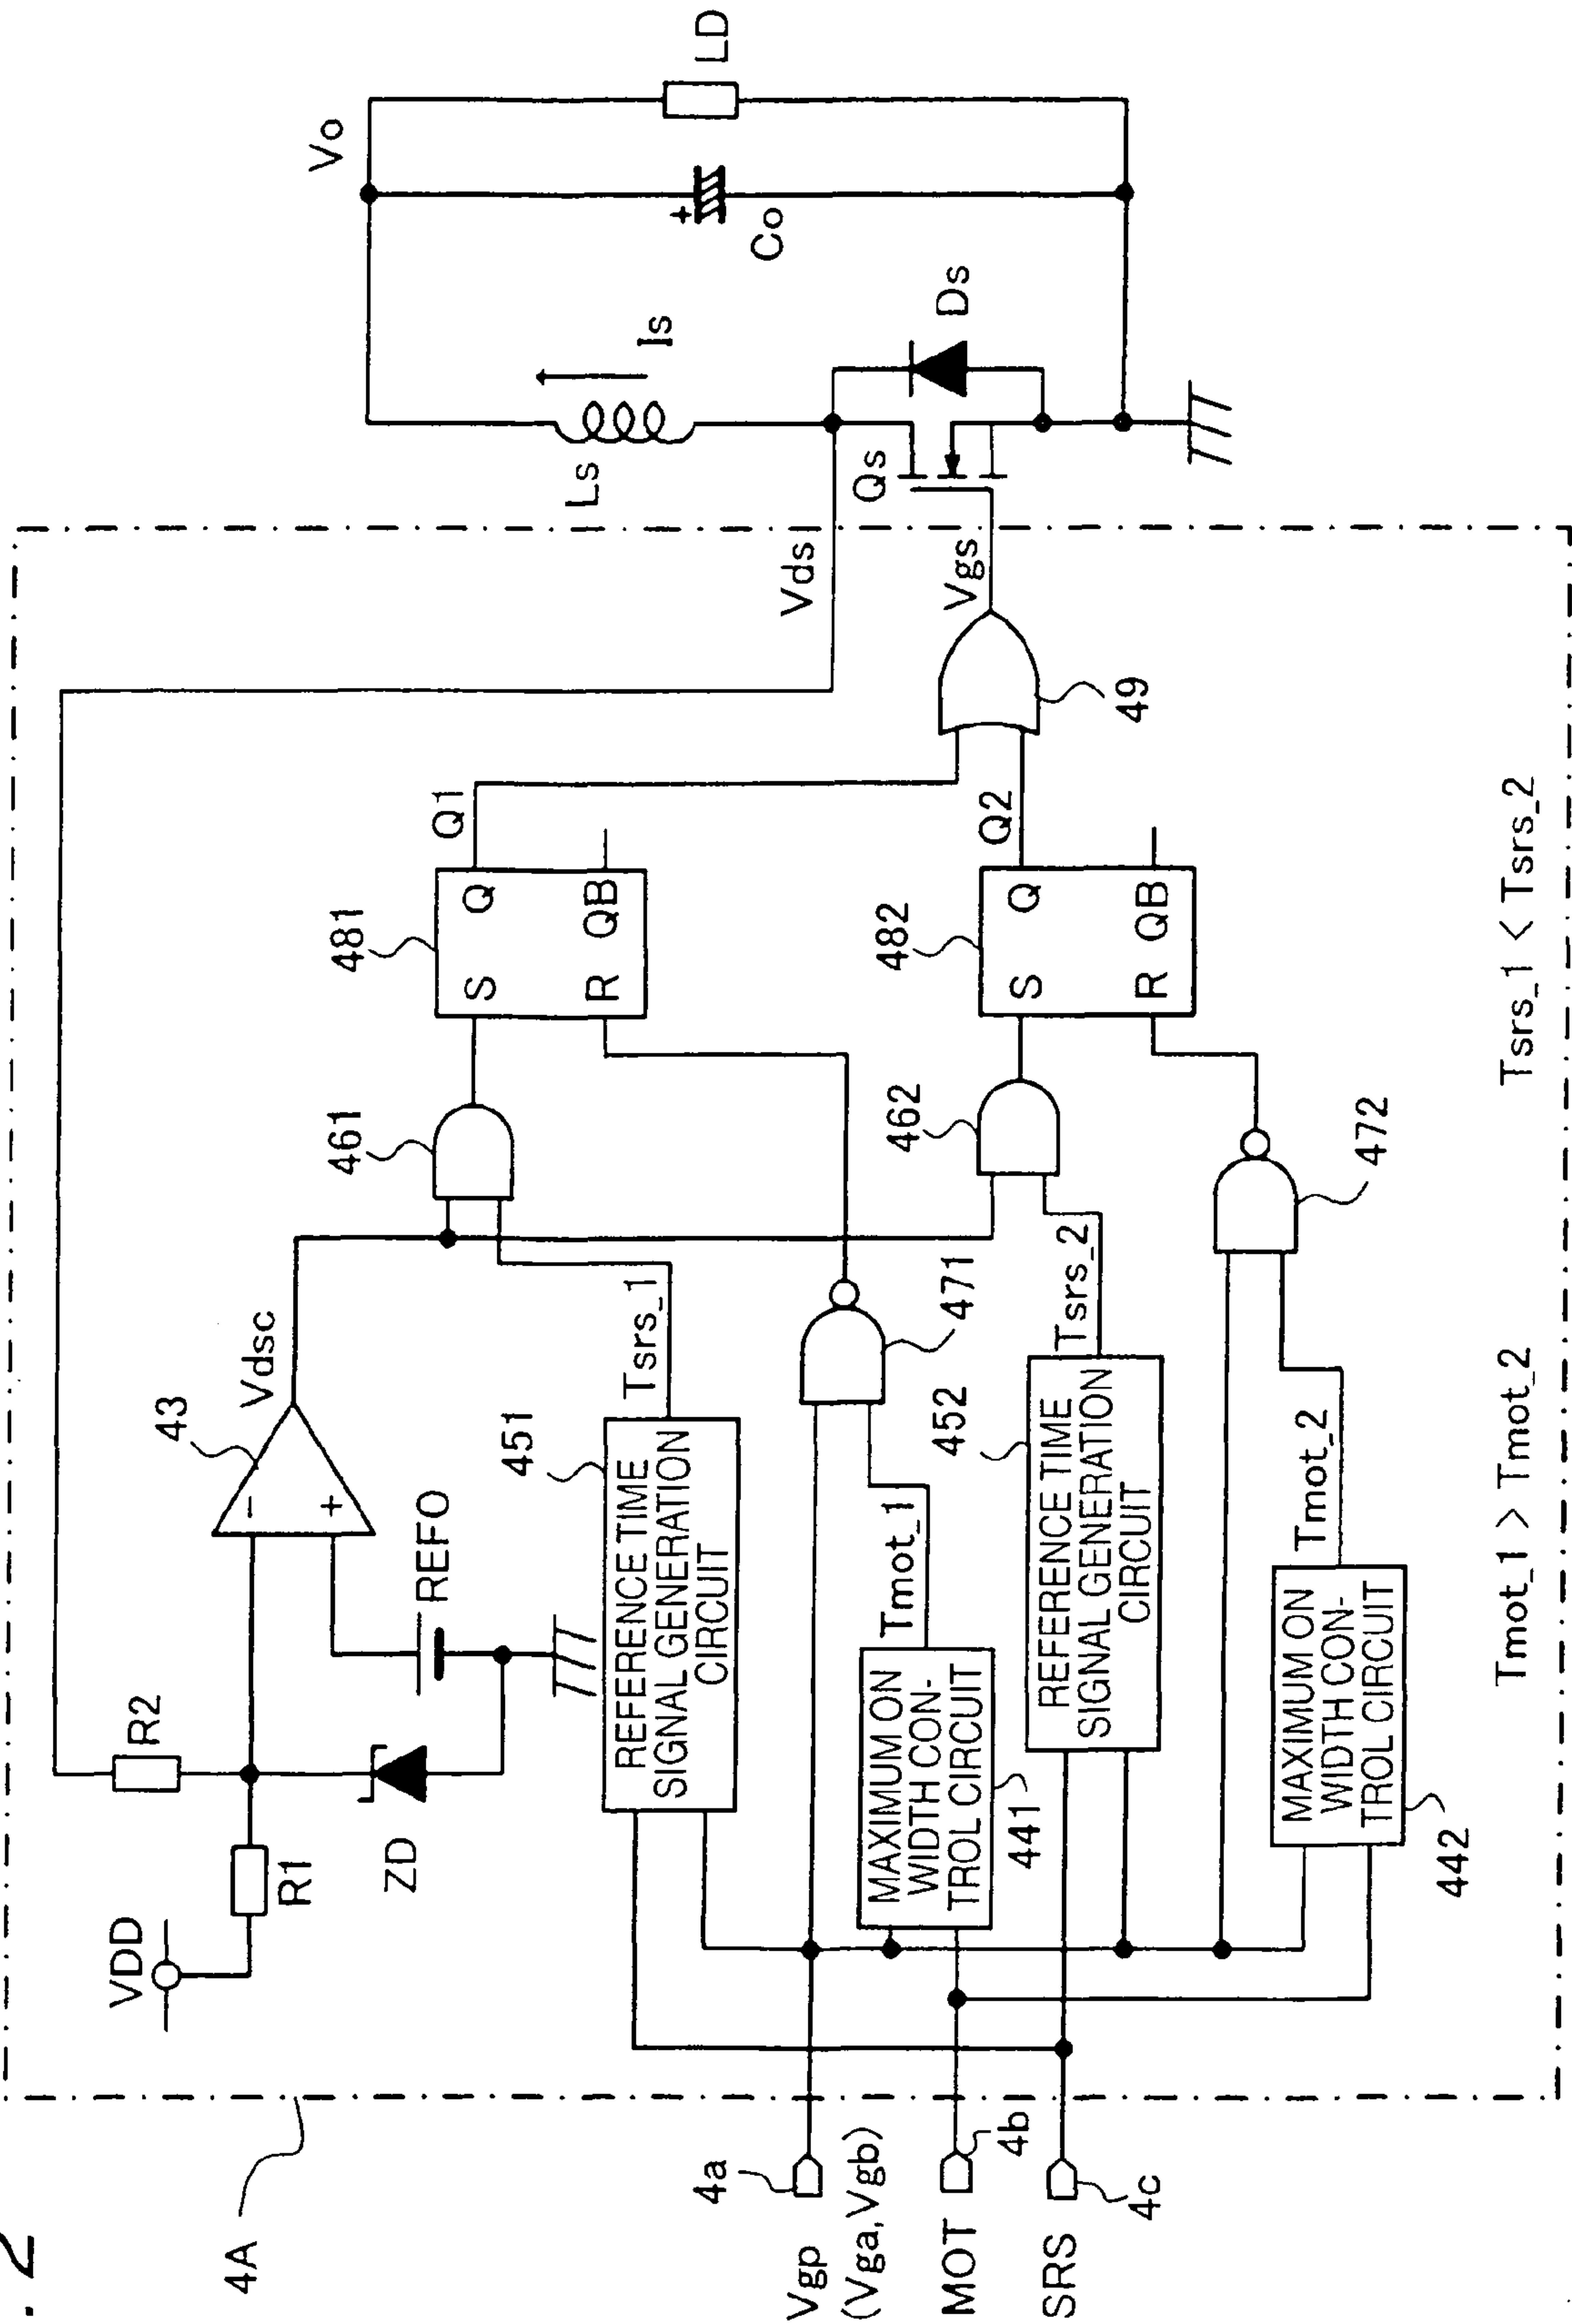 . 2
4A
VDD
R1
R2
ZD
REFO
43
-
+
Vdsc
451
REFERENCE TIME
SIGNAL GENERATION
CIRCUIT
Tsrs_1
461
481
S
Q
R
QB
Q1
Vds
Ls
Is
Vo
+
Co
LD
Qs
Ds
Vgs
49
4a
Vgp
(Vga,Vgb)
471
MAXIMUM ON
WIDTH CON-
TROL CIRCUIT
441
Tmot_1
MOT
4b
452
REFERENCE TIME
SIGNAL GENERATION
CIRCUIT
Tsrs_2
462
482
S
Q
R
QB
Q2
SRS
4c
MAXIMUM ON
WIDTH CON-
TROL CIRCUIT
442
Tmot_2
472
Tmot_1 > Tmot_2
Tsrs_1 < Tsrs_2